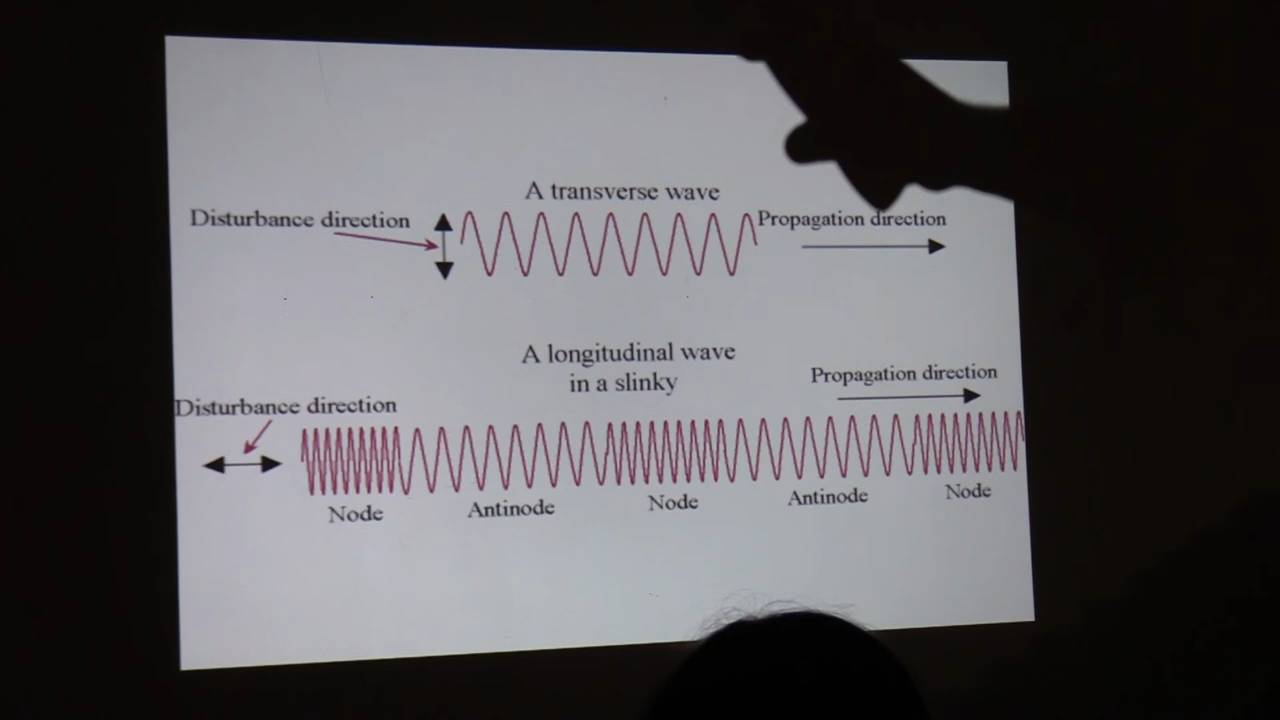 A transverse wave
Disturbance direction
Propagation direction
A longitudinal wave
in a slinky
Propagation direction
Disturbance direction
Node
Antinode
Node
Antinode
Node